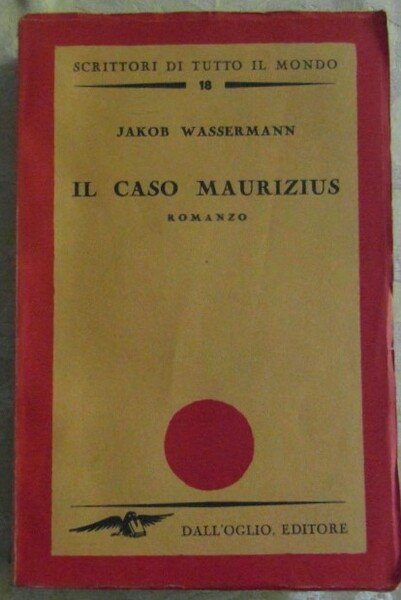 SCRITTORI DI TUTTO IL MONDO
18
JAKOB WASSERMANN
IL CASO MAURIZIUS
ROMANZO
DALL'OGLIO, EDITORE